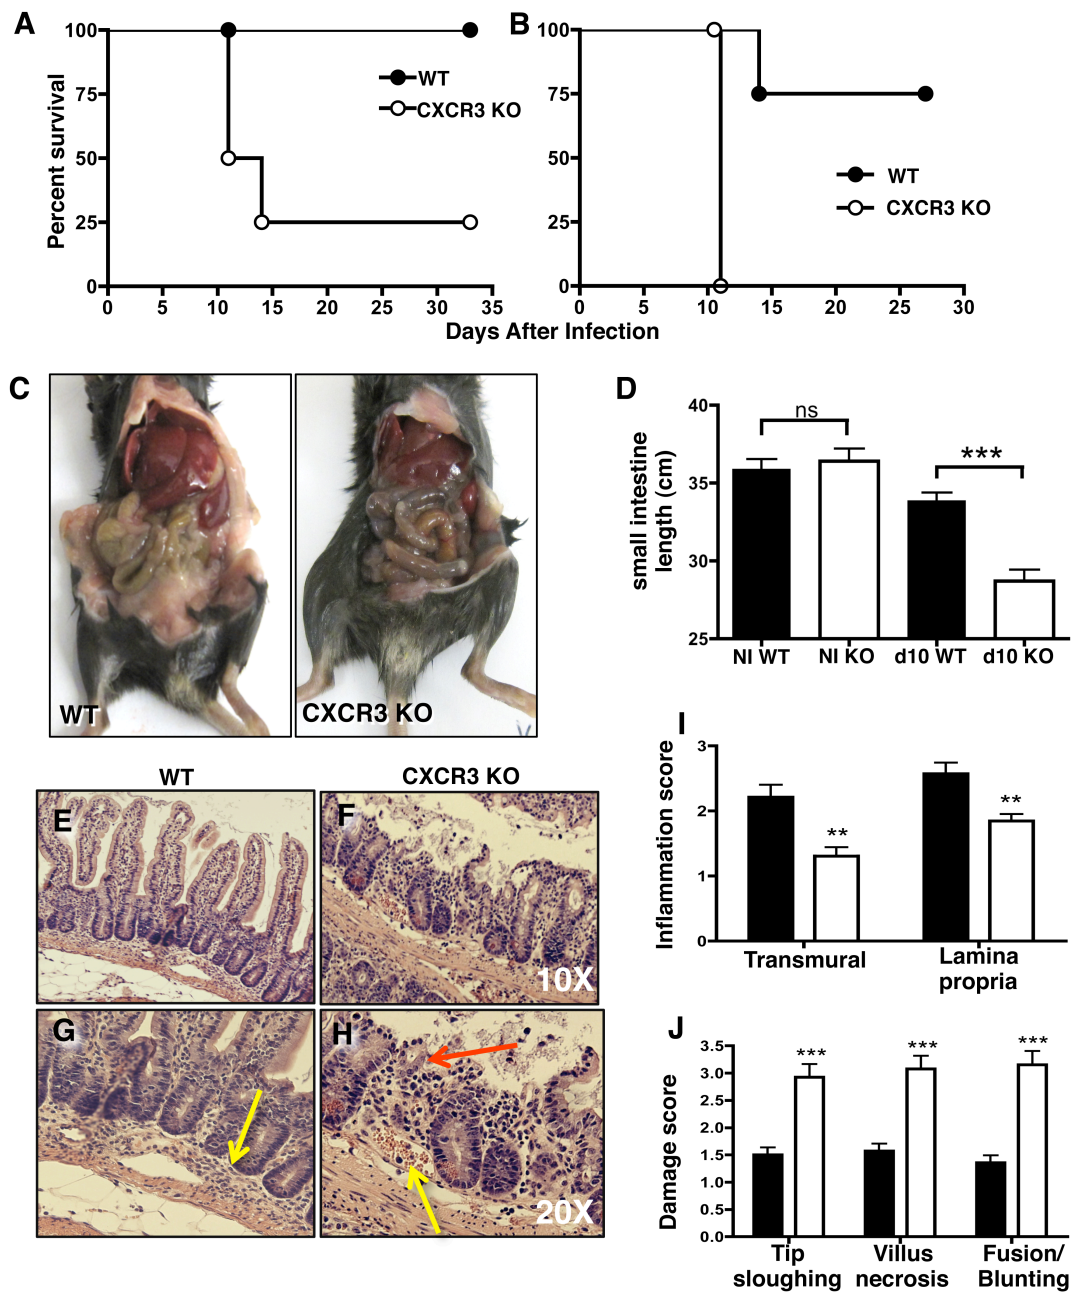 A
Percent survival
100
75
50
25
0
WT
CXCR3 KO
0 5 10 15 20 25 30 35
B
100
75
50
25
0
WT
CXCR3 KO
0 5 10 15 20 25 30
Days After Infection
C
WT
CXCR3 KO
D
small intestine
length (cm)
40
35
30
25
ns
***
NI WT NI KO d10 WT d10 KO
WT
CXCR3 KO
E
F
10X
G
H
20X
I
Inflammation score
3
2
1
0
**
**
Transmural
Lamina
propria
J
Damage score
3.5
3.0
2.5
2.0
1.5
1.0
0.5
0.0
***
***
***
Tip
sloughing
Villus
necrosis
Fusion/
Blunting